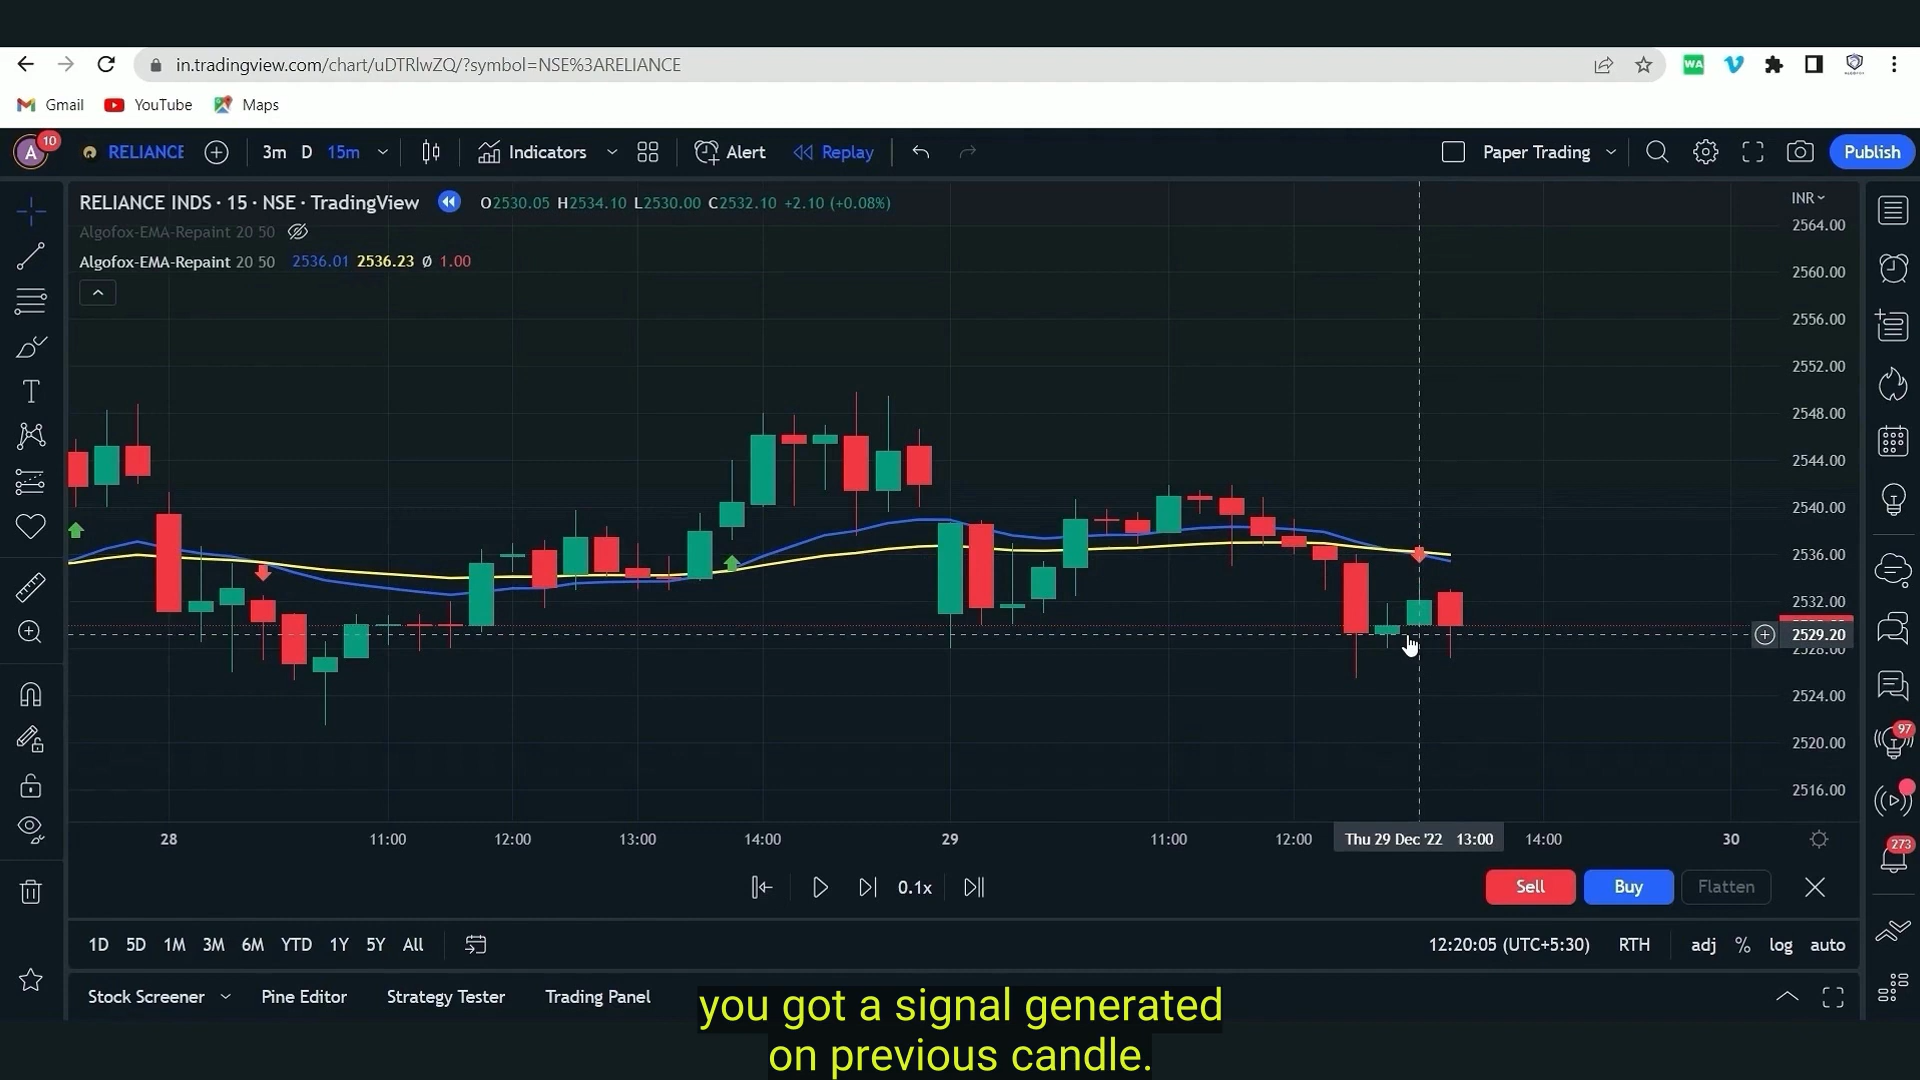 in.tradingview.com/chart/uDTRlwZQ/?symbol=NSE%3ARELIANCE
WA
Gmail YouTube Maps
A 10 RELIANCE 3m D 15m Indicators Alert Replay Paper Trading Publish
RELIANCE INDS · 15 · NSE · TradingView O2530.05 H2534.10 L2530.00 C2532.10 +2.10 (+0.08%) INR
Algofox-EMA-Repaint 20 50
Algofox-EMA-Repaint 20 50 2536.01 2536.23 Ø 1.00
2564.00
2560.00
2556.00
2552.00
2548.00
2544.00
2540.00
2536.00
2532.00
2529.20
2528.00
2524.00
2520.00
2516.00
97
273
28 11:00 12:00 13:00 14:00 29 11:00 12:00 Thu 29 Dec '22 13:00 14:00 30
0.1x Sell Buy Flatten
1D 5D 1M 3M 6M YTD 1Y 5Y All 12:20:05 (UTC+5:30) RTH adj % log auto
Stock Screener Pine Editor Strategy Tester Trading Panel
you got a signal generated
on previous candle.